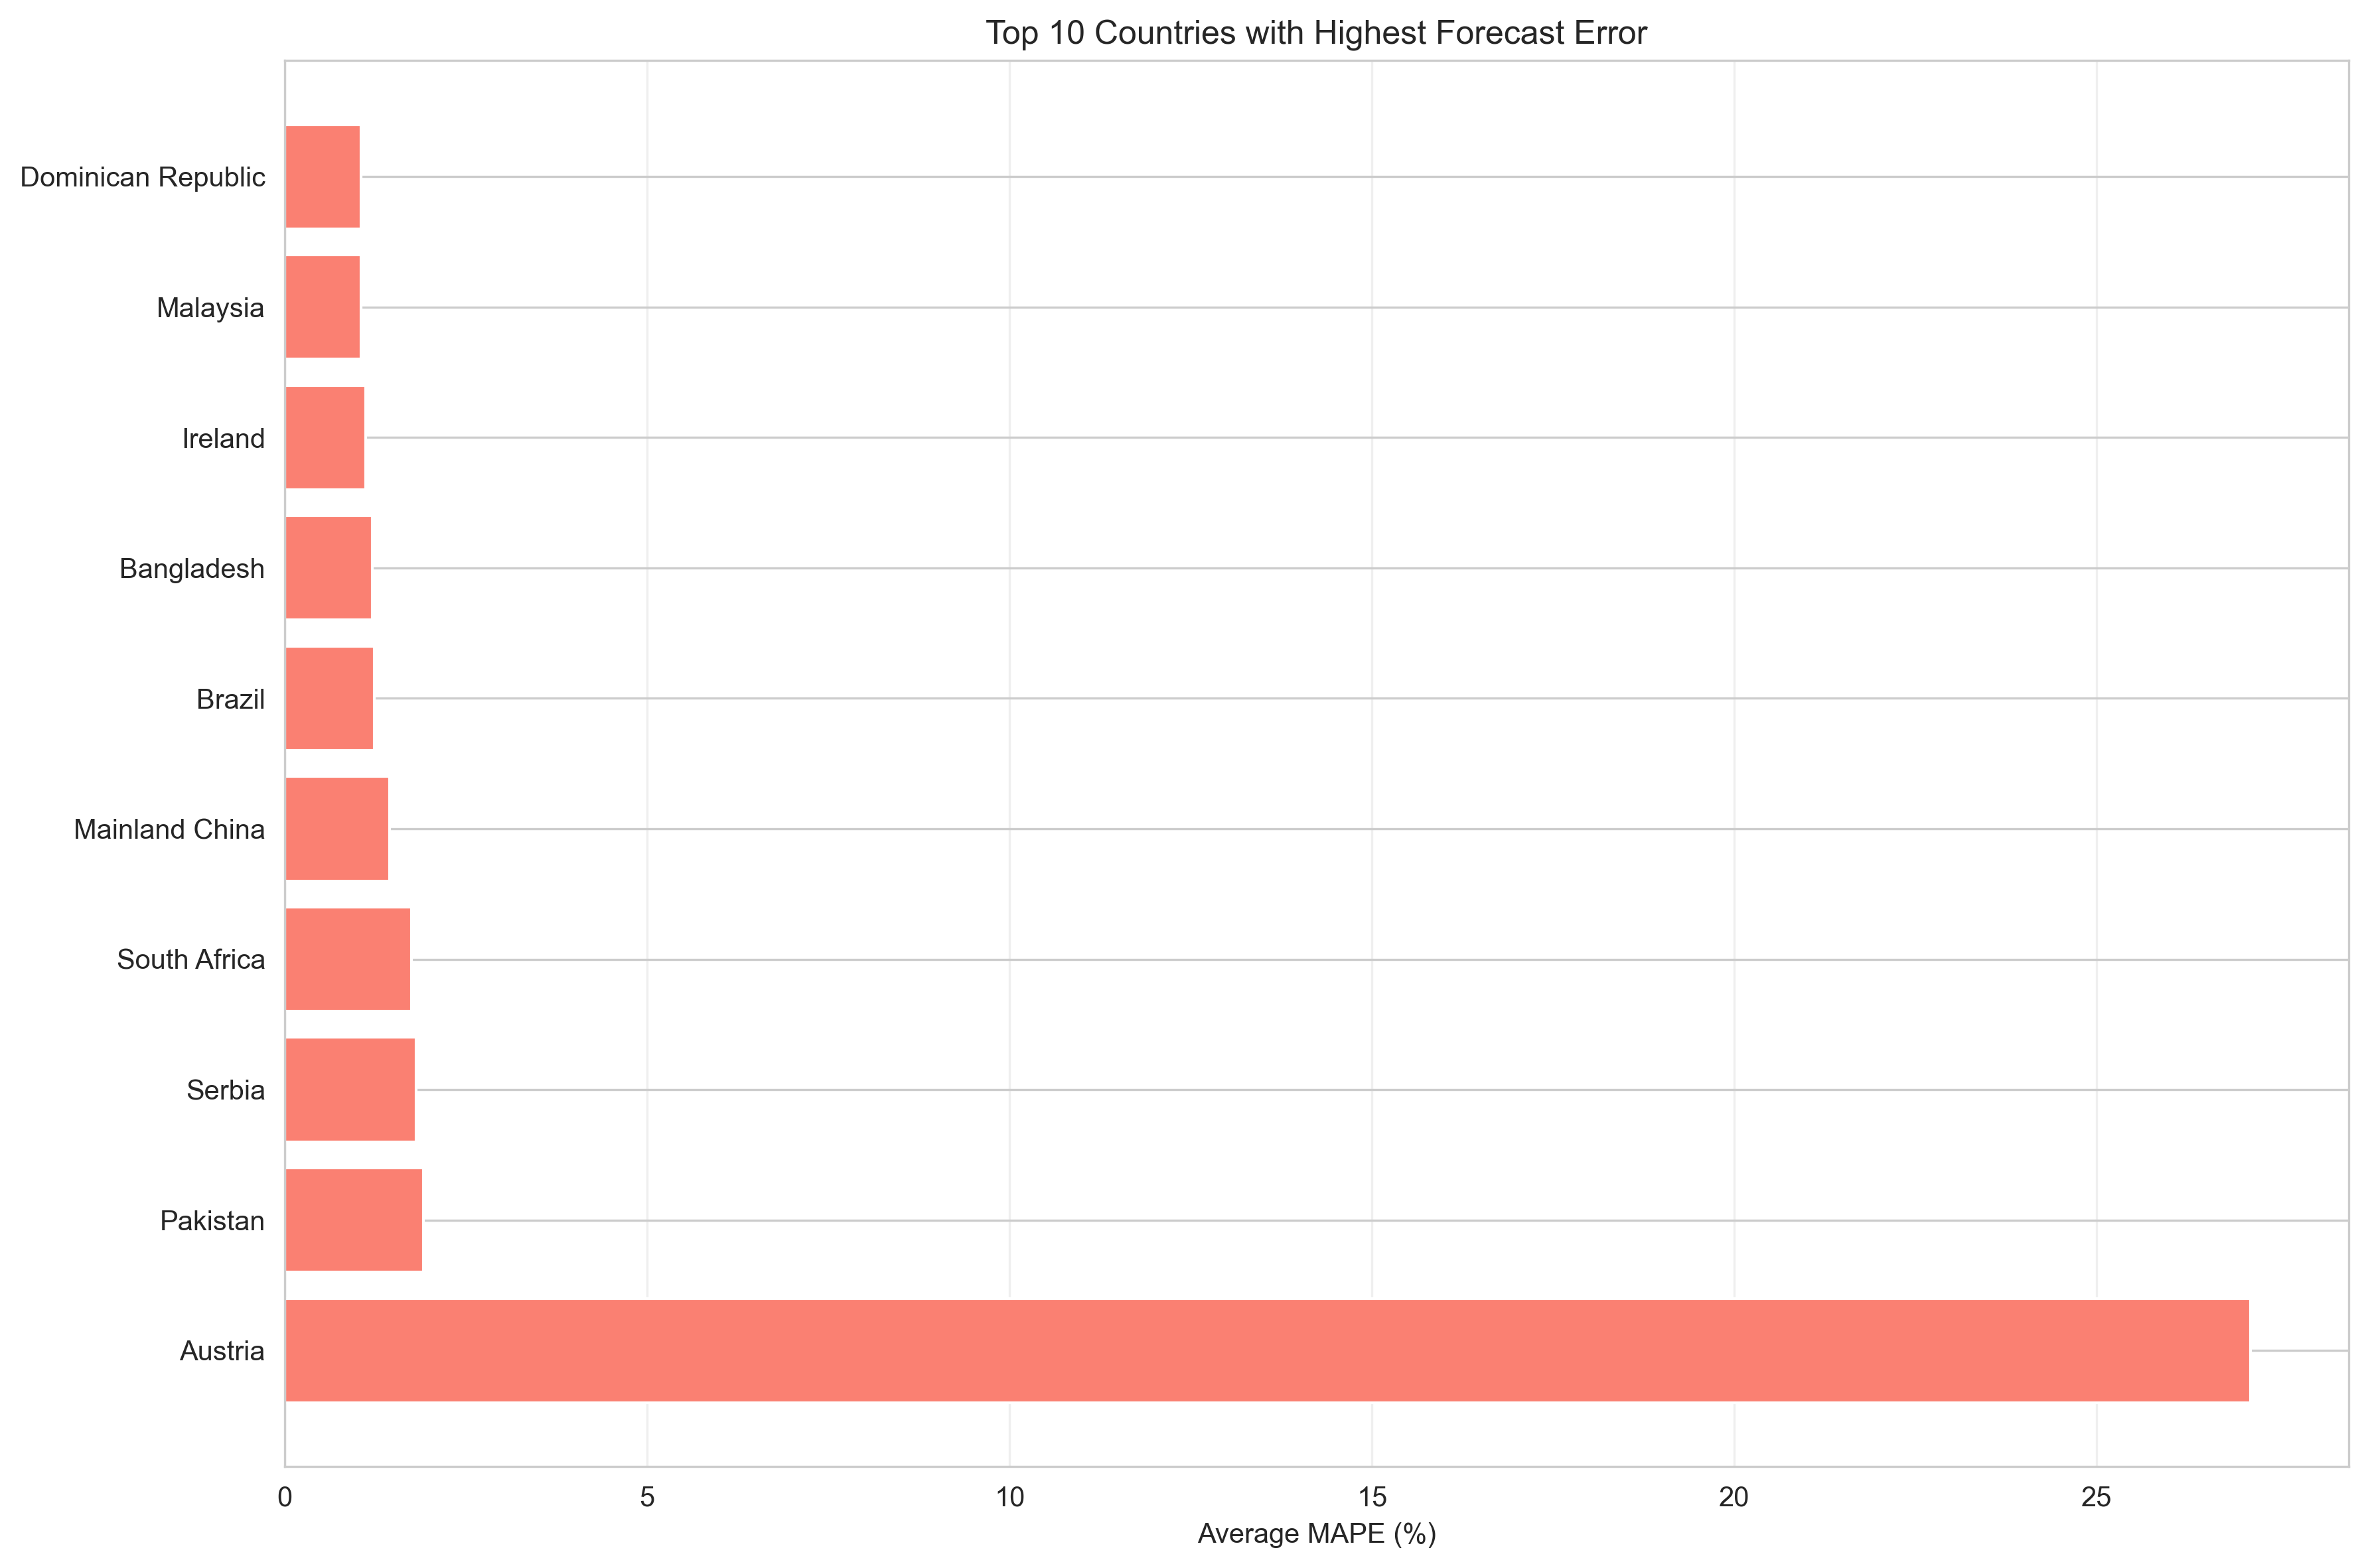 Top 10 Countries with Highest Forecast Error
Dominican Republic
Malaysia
Ireland
Bangladesh
Brazil
Mainland China
South Africa
Serbia
Pakistan
Austria
0 5 10 15 20 25
Average MAPE (%)